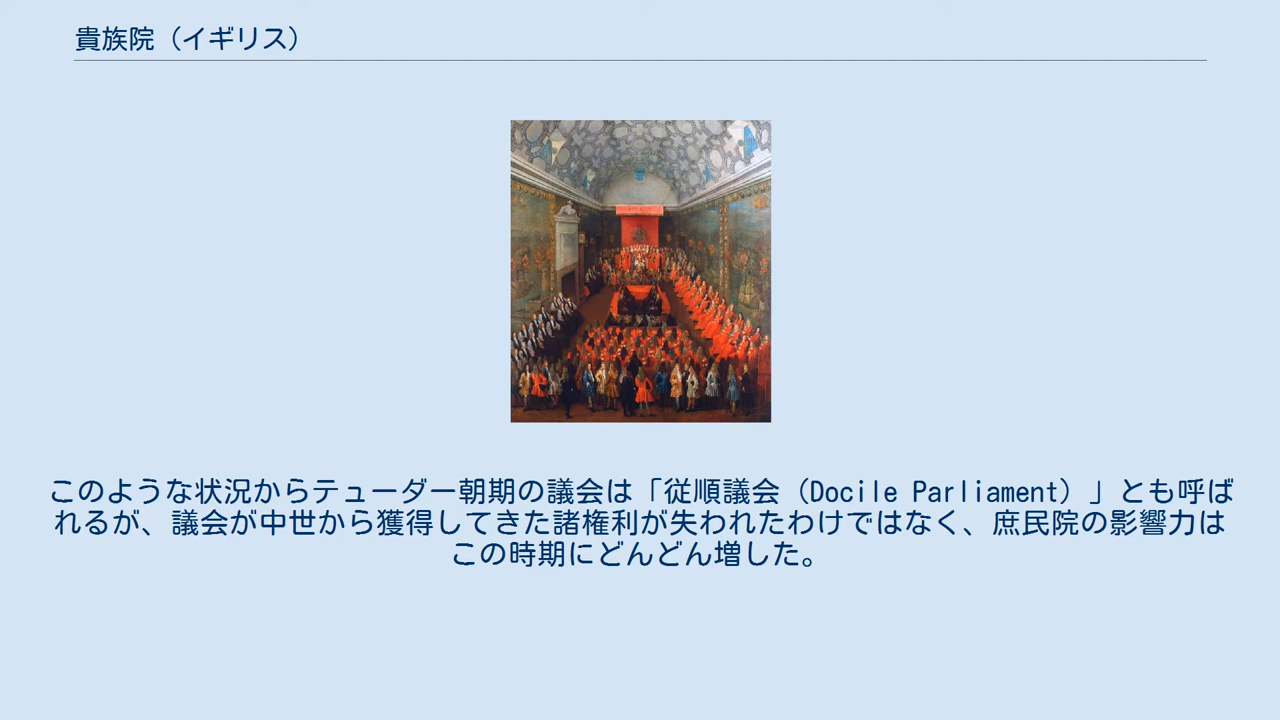 貴族院（イギリス）
このような状況からテューダー朝期の議会は「従順議会（Docile Parliament）」とも呼ば
れるが、議会が中世から獲得してきた諸権利が失われたわけではなく、庶民院の影響力は
この時期にどんどん増した。